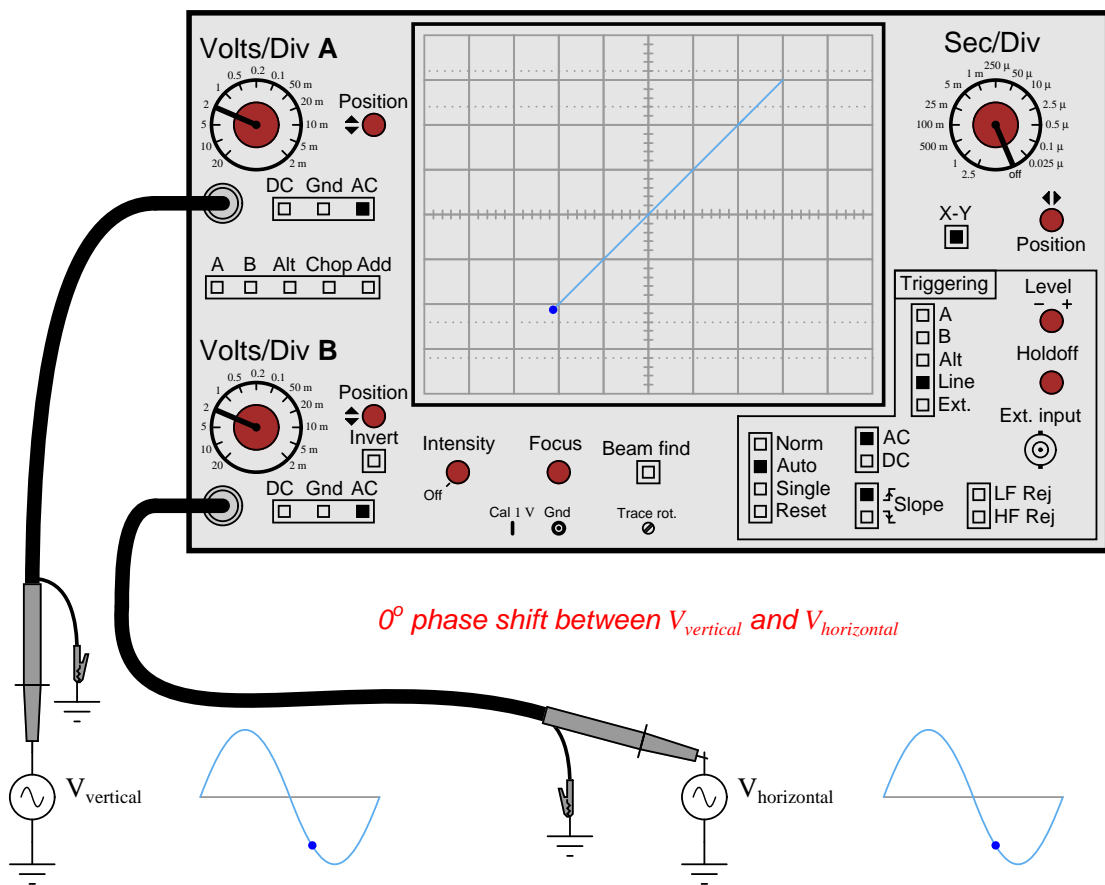 Volts/Div A
0.5 0.2 0.1
1 50 m
2 20 m
5 10 m
10 5 m
20 2 m
Position
DC Gnd AC
A B Alt Chop Add
Volts/Div B
0.5 0.2 0.1
1 50 m
2 20 m
5 10 m
10 5 m
20 2 m
Position
Invert
DC Gnd AC
Intensity
Off
Focus
Beam find
Cal 1 V Gnd Trace rot.
Sec/Div
250 µ
1 m 50 µ
5 m 10 µ
25 m 2.5 µ
100 m 0.5 µ
500 m 0.1 µ
1 0.025 µ
2.5 off
X-Y
Position
Triggering
A
B
Alt
Line
Ext.
Level
− +
Holdoff
Ext. input
Norm
Auto
Single
Reset
AC
DC
Slope
LF Rej
HF Rej
0° phase shift between Vvertical and Vhorizontal
Vvertical
Vhorizontal